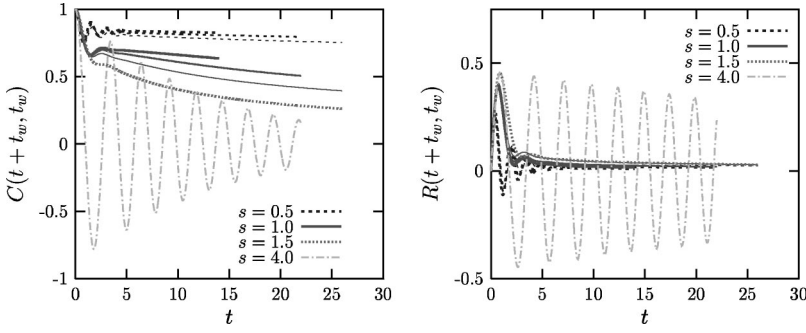 1
0.5
0
-0.5
-1
0 5 10 15 20 25 30
C(t + t_w, t_w)
t
s = 0.5
s = 1.0
s = 1.5
s = 4.0
0.5
0
-0.5
0 5 10 15 20 25 30
R(t + t_w, t_w)
t
s = 0.5
s = 1.0
s = 1.5
s = 4.0